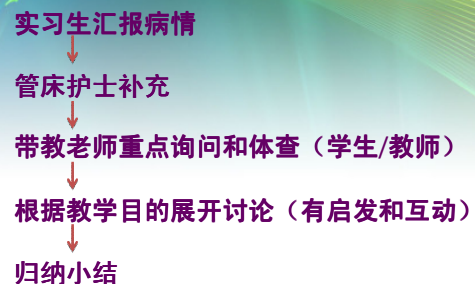 实习生汇报病情
管床护士补充
带教老师重点询问和体查（学生/教师）
根据教学目的展开讨论（有启发和互动）
归纳小结